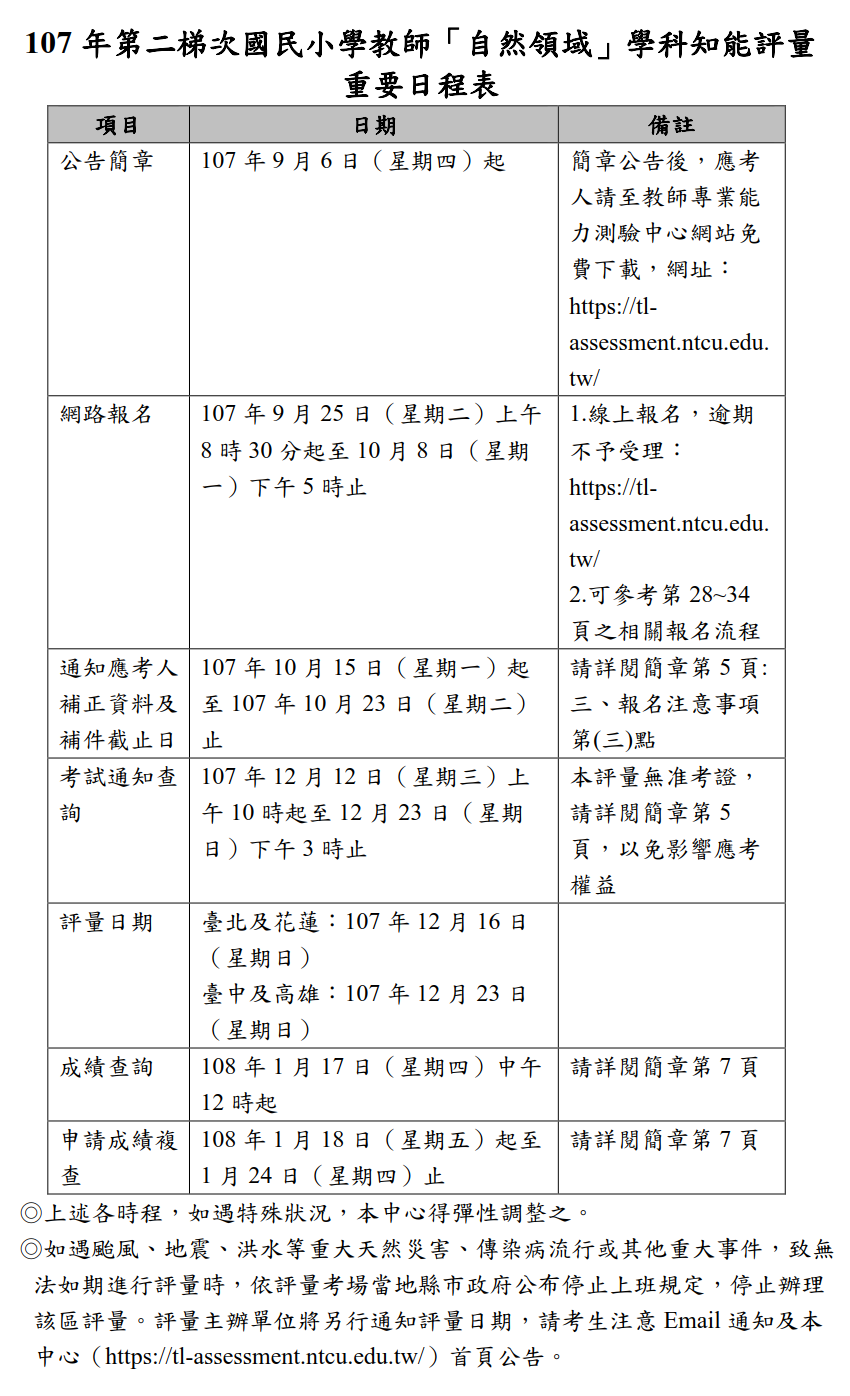 107 年第二梯次國民小學教師「自然領域」學科知能評量
重要日程表
項目
日期
備註
公告簡章
107 年 9 月 6 日（星期四）起
簡章公告後，應考
人請至教師專業能
力測驗中心網站免
費下載，網址：
https://tl-
assessment.ntcu.edu.
tw/
網路報名
107 年 9 月 25 日（星期二）上午
8 時 30 分起至 10 月 8 日（星期
一）下午 5 時止
1.線上報名，逾期
不予受理：
https://tl-
assessment.ntcu.edu.
tw/
2.可參考第 28~34
頁之相關報名流程
通知應考人
補正資料及
補件截止日
107 年 10 月 15 日（星期一）起
至 107 年 10 月 23 日（星期二）
止
請詳閱簡章第 5 頁:
三、報名注意事項
第(三)點
考試通知查
詢
107 年 12 月 12 日（星期三）上
午 10 時起至 12 月 23 日（星期
日）下午 3 時止
本評量無准考證，
請詳閱簡章第 5
頁，以免影響應考
權益
評量日期
臺北及花蓮：107 年 12 月 16 日
（星期日）
臺中及高雄：107 年 12 月 23 日
（星期日）
成績查詢
108 年 1 月 17 日（星期四）中午
12 時起
請詳閱簡章第 7 頁
申請成績複
查
108 年 1 月 18 日（星期五）起至
1 月 24 日（星期四）止
請詳閱簡章第 7 頁
◎上述各時程，如遇特殊狀況，本中心得彈性調整之。
◎如遇颱風、地震、洪水等重大天然災害、傳染病流行或其他重大事件，致無
法如期進行評量時，依評量考場當地縣市政府公布停止上班規定，停止辦理
該區評量。評量主辦單位將另行通知評量日期，請考生注意 Email 通知及本
中心（https://tl-assessment.ntcu.edu.tw/）首頁公告。